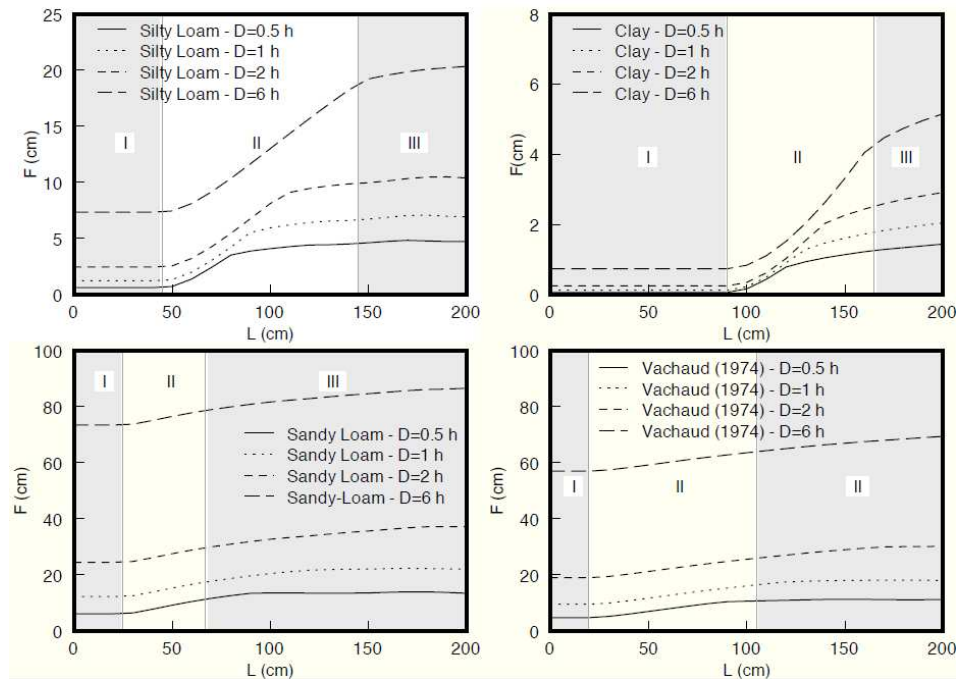 25
20
15
10
5
0
F (cm)
Silty Loam - D=0.5 h
Silty Loam - D=1 h
Silty Loam - D=2 h
Silty Loam - D=6 h
I
II
III
0
50
100
150
200
L (cm)
8
6
4
2
0
F(cm)
Clay - D=0.5 h
Clay - D=1 h
Clay - D=2 h
Clay - D=6 h
I
II
III
0
50
100
150
200
L (cm)
100
80
60
40
20
0
F (cm)
I
II
III
Sandy Loam - D=0.5 h
Sandy Loam - D=1 h
Sandy Loam - D=2 h
Sandy-Loam - D=6 h
0
50
100
150
200
L (cm)
100
80
60
40
20
0
F (cm)
Vachaud (1974) - D=0.5 h
Vachaud (1974) - D=1 h
Vachaud (1974) - D=2 h
Vachaud (1974) - D=6 h
I
II
II
0
50
100
150
200
L (cm)